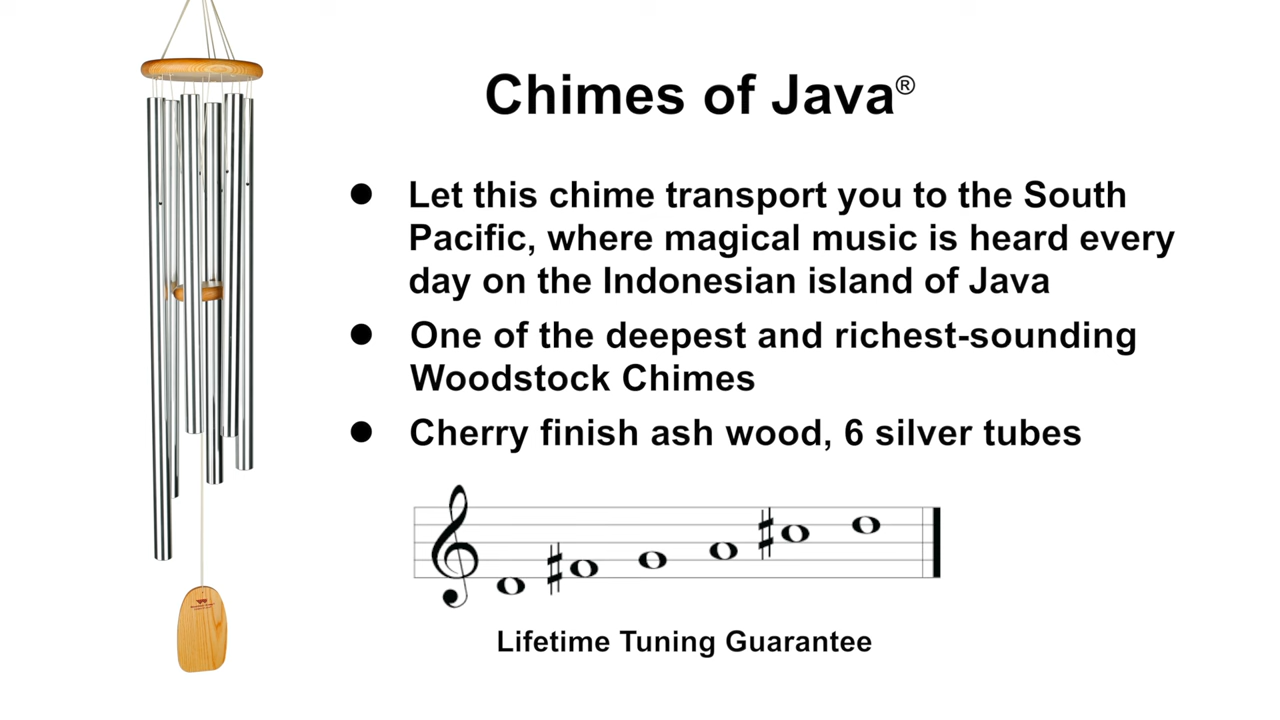 Chimes of Java®
● Let this chime transport you to the South
Pacific, where magical music is heard every
day on the Indonesian island of Java
● One of the deepest and richest-sounding
Woodstock Chimes
● Cherry finish ash wood, 6 silver tubes
Lifetime Tuning Guarantee